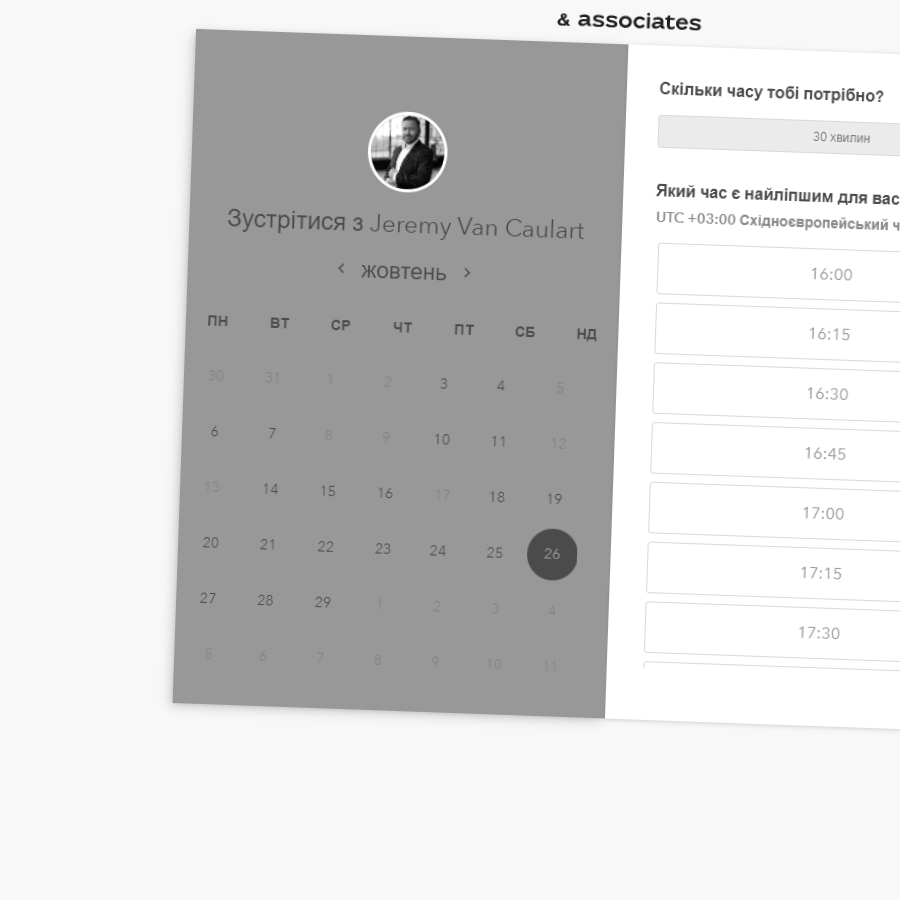 & associates
Зустрітися з Jeremy Van Caulart
жовтень
ПН ВТ СР ЧТ ПТ СБ НД
30 31 1 2 3 4 5
6 7 8 9 10 11 12
13 14 15 16 17 18 19
20 21 22 23 24 25 26
27 28 29 1 2 3 4
5 6 7 8 9 10 11
Скільки часу тобі потрібно?
30 хвилин
Який час є найліпшим для вас
UTC +03:00 Східноєвропейський ч
16:00
16:15
16:30
16:45
17:00
17:15
17:30